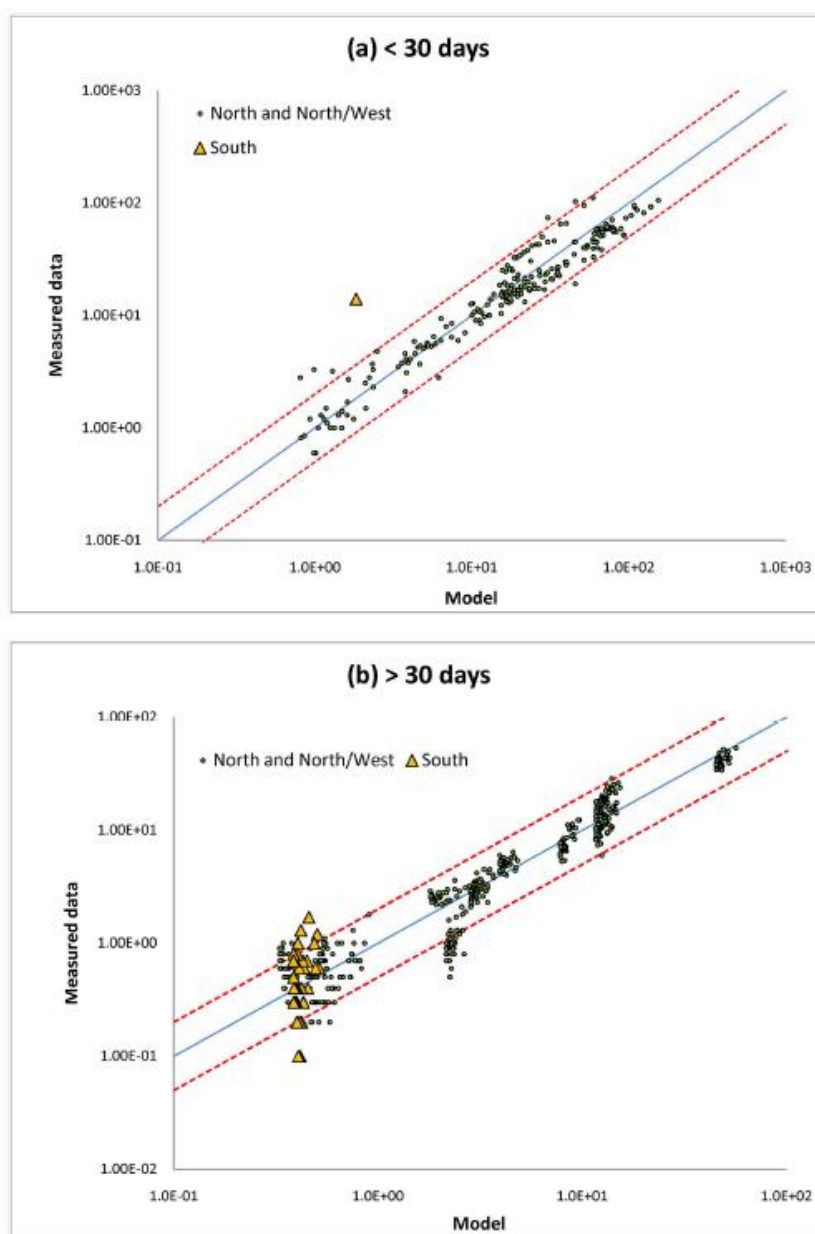 (a) < 30 days
1.00E+03
North and North/West
South
1.00E+02
1.00E+01
1.00E+00
1.00E-01
Measured data
1.0E-01 1.0E+00 1.0E+01 1.0E+02 1.0E+03
Model
(b) > 30 days
1.00E+02
North and North/West South
1.00E+01
1.00E+00
1.00E-01
1.00E-02
Measured data
1.0E-01 1.0E+00 1.0E+01 1.0E+02
Model